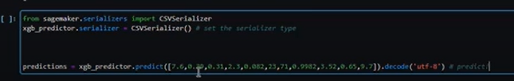 [ ]: from sagemaker.serializers import CSVSerializer
xgb_predictor.serializer = CSVSerializer() # set the serializer type
predictions = xgb_predictor.predict([7.6,0.39,0.31,2.3,0.082,23,71,0.9982,3.52,0.65,9.7]).decode('utf-8') # predict!